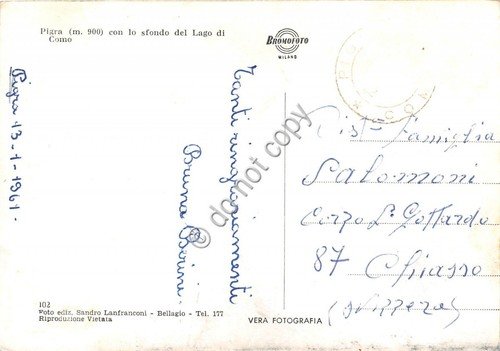 Pigra (m. 900) con lo sfondo del Lago di
Como
BROMOFOTO
MILANO
Pigra 13-1-1961.
Tanti ringraziamenti
Bruna
Dist. Famiglia
Salomoni
Corzo S. Gottardo
87 Chiasso
(Svizzera)
do not copy
102
Foto ediz. Sandro Lanfranconi - Bellagio - Tel. 177
Riproduzione Vietata
VERA FOTOGRAFIA